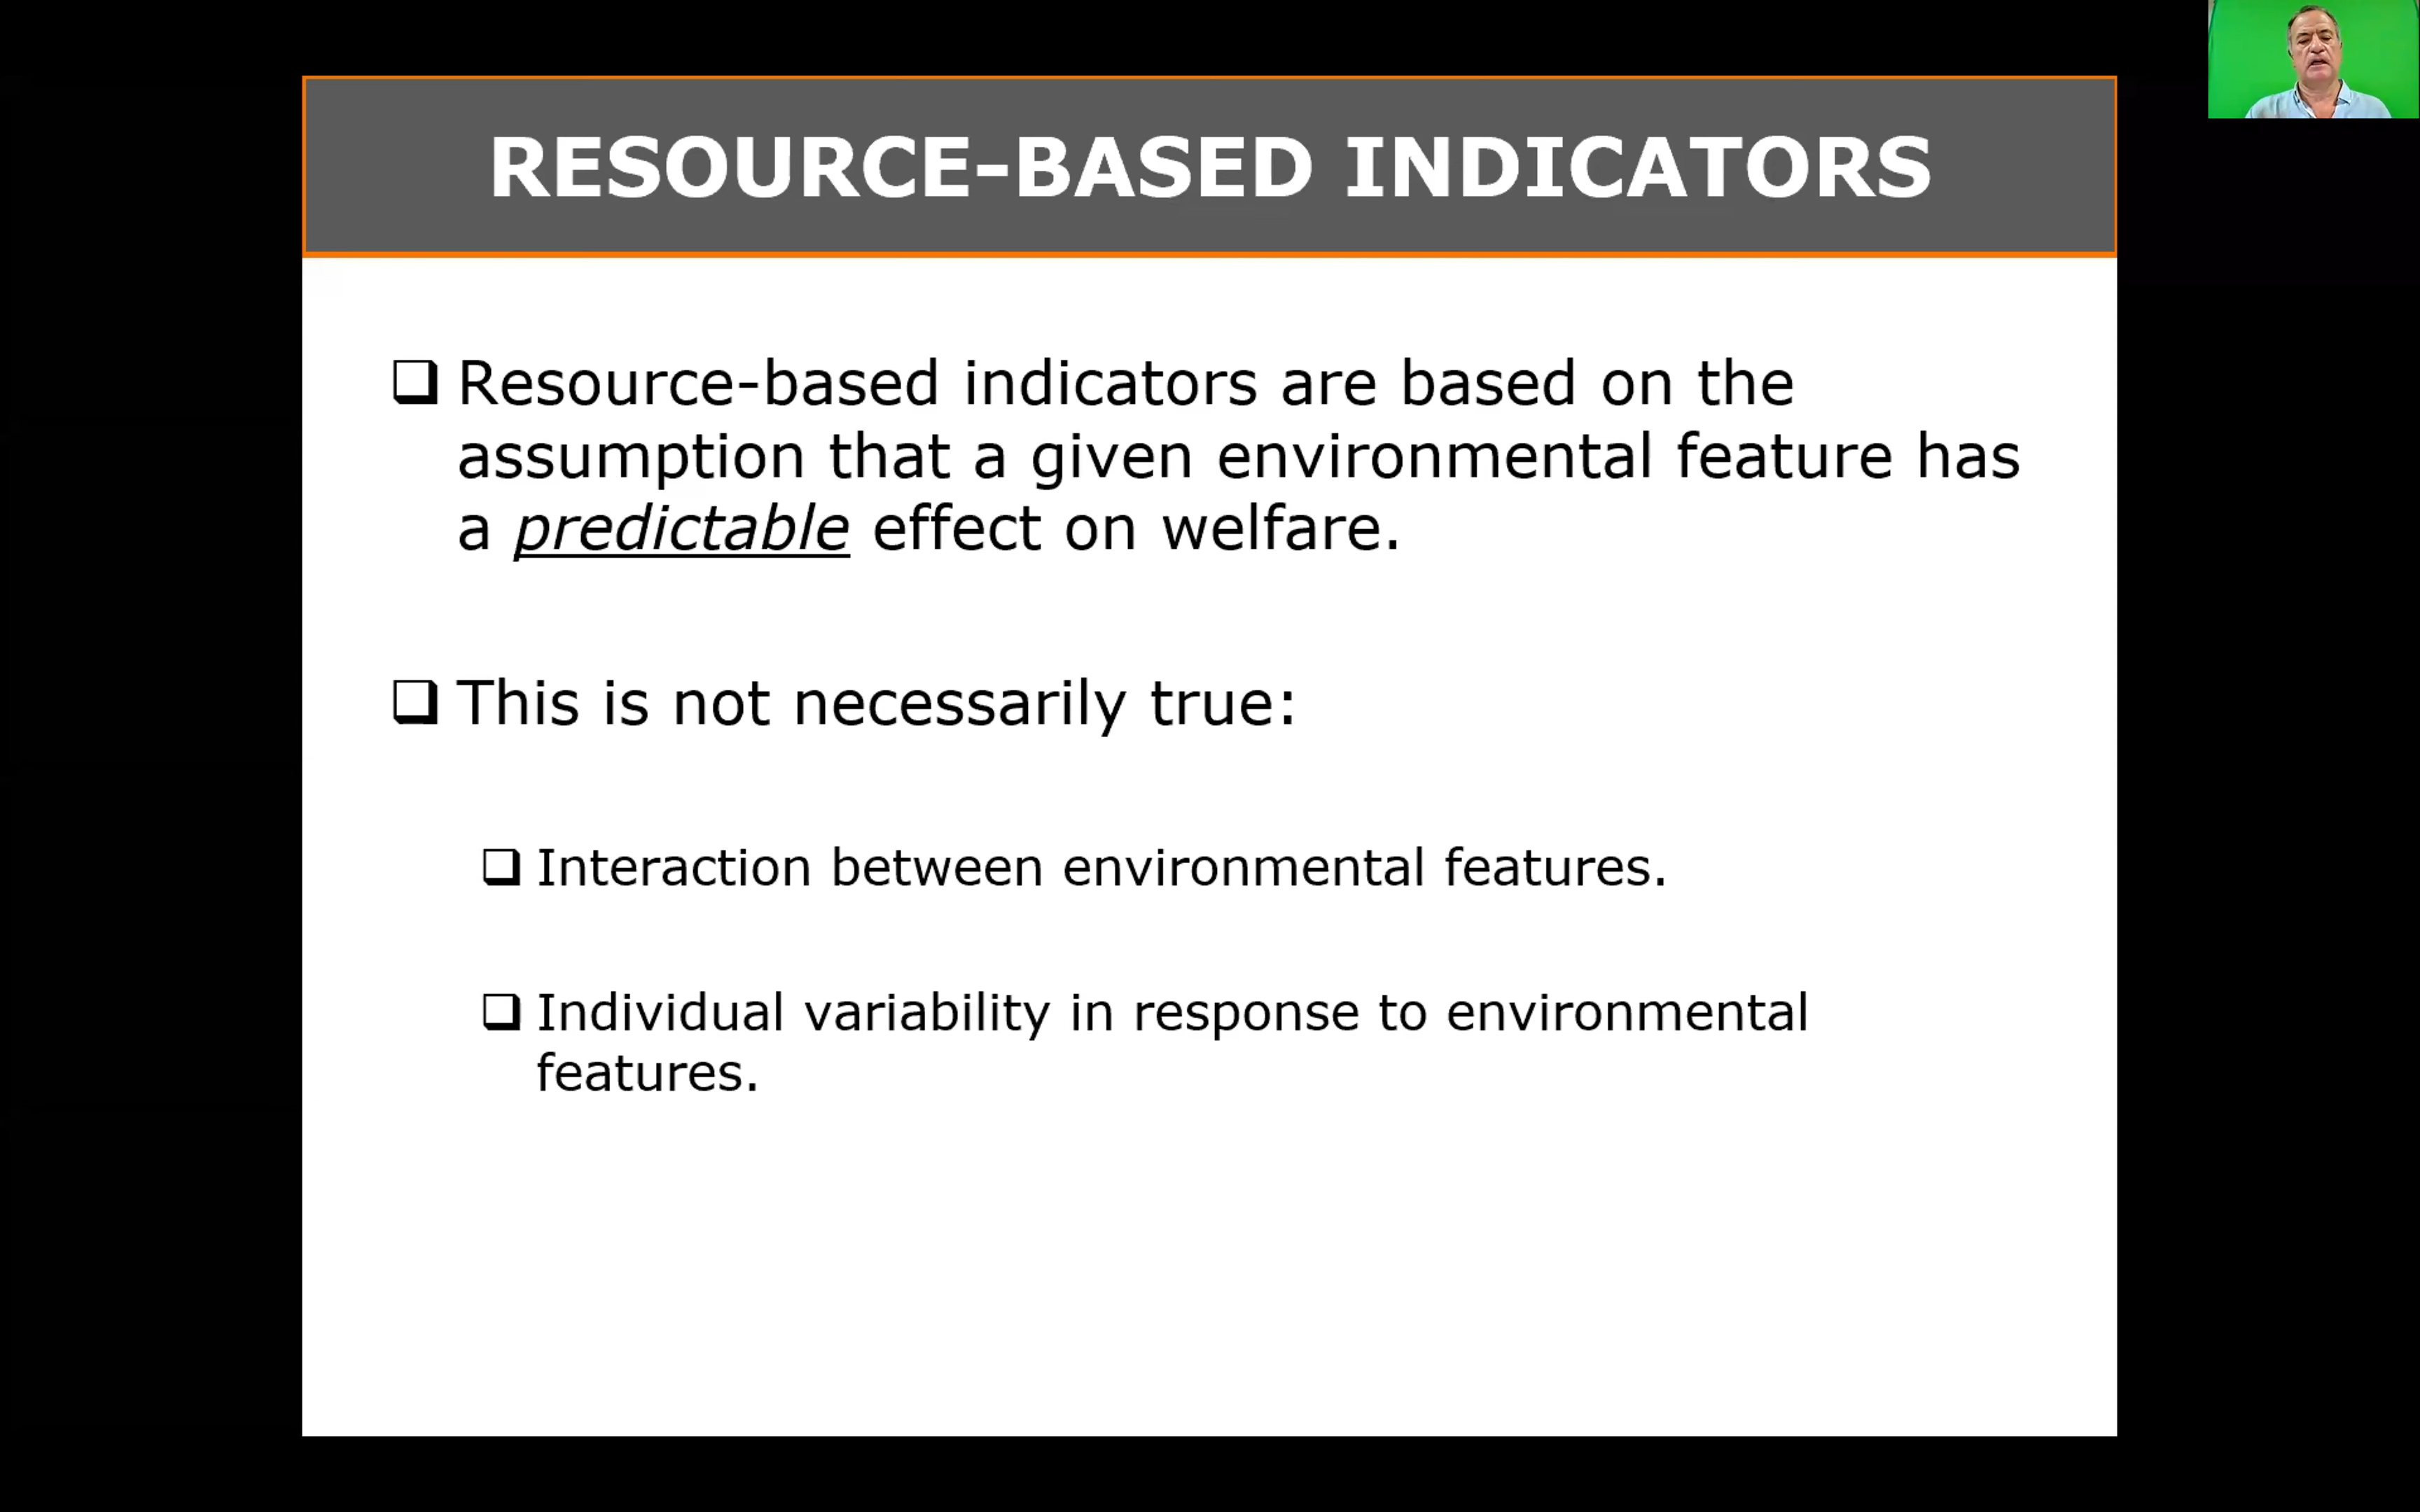 RESOURCE-BASED INDICATORS
Resource-based indicators are based on the
assumption that a given environmental feature has
a predictable effect on welfare.
This is not necessarily true:
Interaction between environmental features.
Individual variability in response to environmental
features.